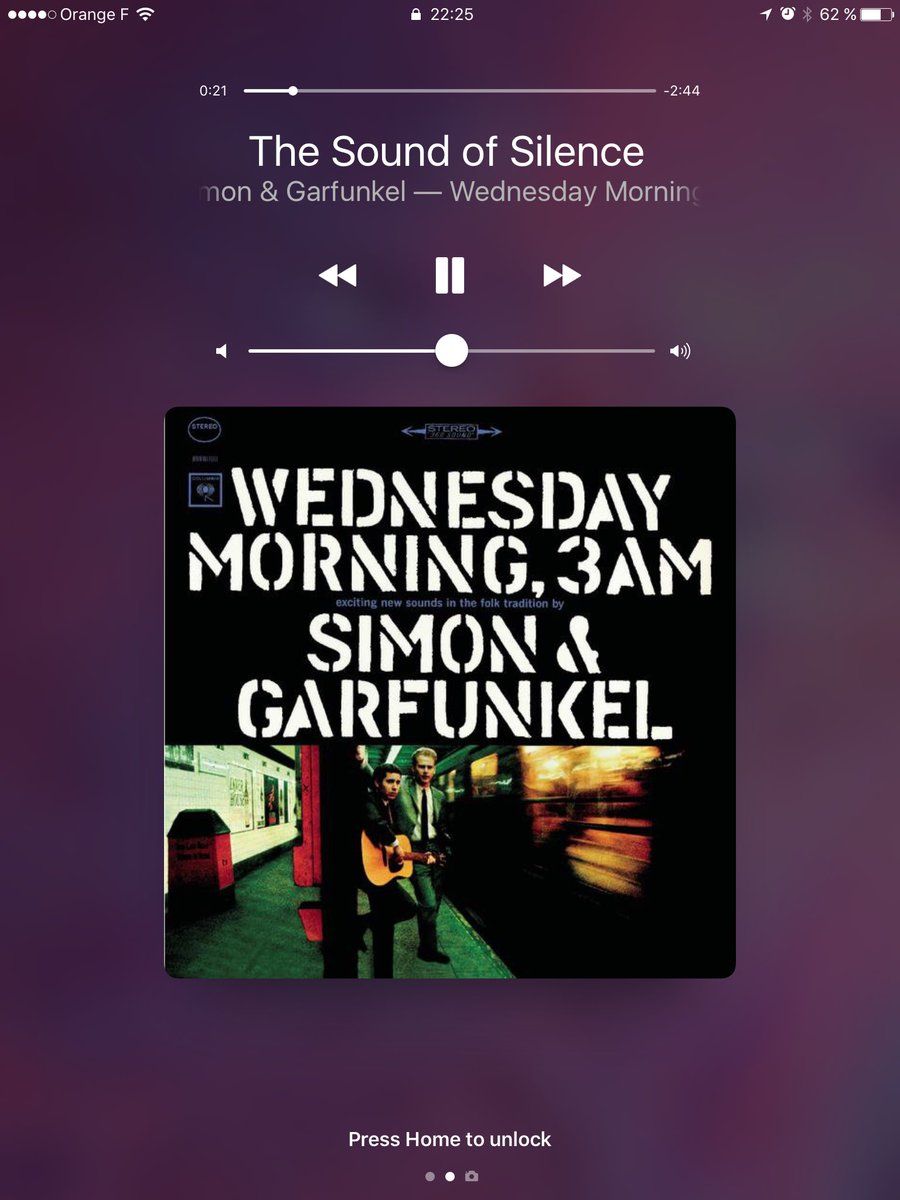 Orange F 22:25 62 %
0:21 -2:44
The Sound of Silence
mon & Garfunkel — Wednesday Morning
STEREO
STEREO
"360 SOUND"
COLUMBIA
WEDNESDAY
MORNING, 3AM
exciting new sounds in the folk tradition by
SIMON &
GARFUNKEL
Press Home to unlock